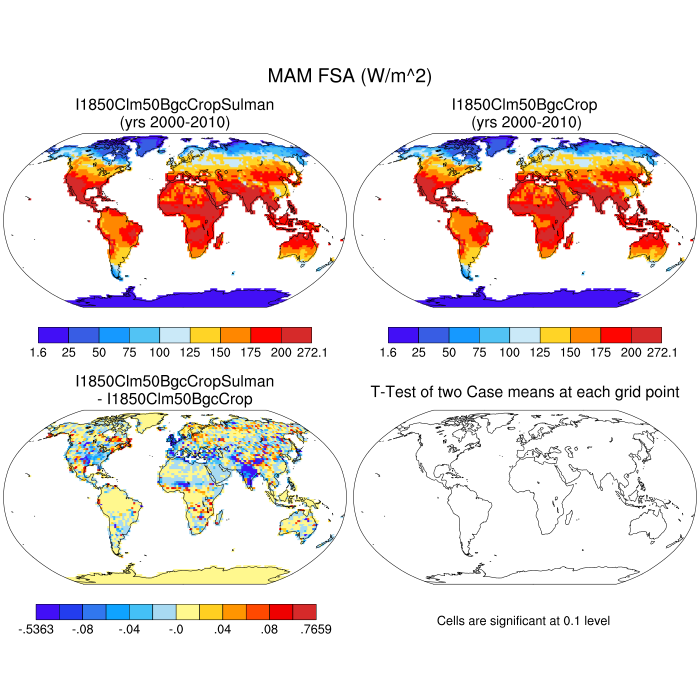 MAM FSA (W/m^2)
I1850Clm50BgcCropSulman
(yrs 2000-2010)
I1850Clm50BgcCrop
(yrs 2000-2010)
1.6 25 50 75 100 125 150 175 200 272.1
1.6 25 50 75 100 125 150 175 200 272.1
I1850Clm50BgcCropSulman
- I1850Clm50BgcCrop
T-Test of two Case means at each grid point
-.5363 -.08 -.04 -.0 .04 .08 .7659
Cells are significant at 0.1 level